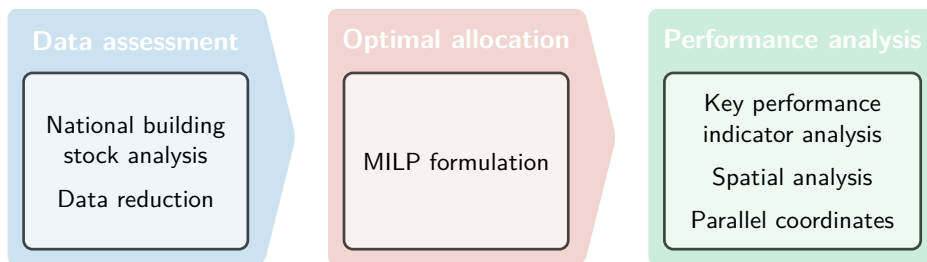 Data assessment
National building
stock analysis
Data reduction
Optimal allocation
MILP formulation
Performance analysis
Key performance
indicator analysis
Spatial analysis
Parallel coordinates